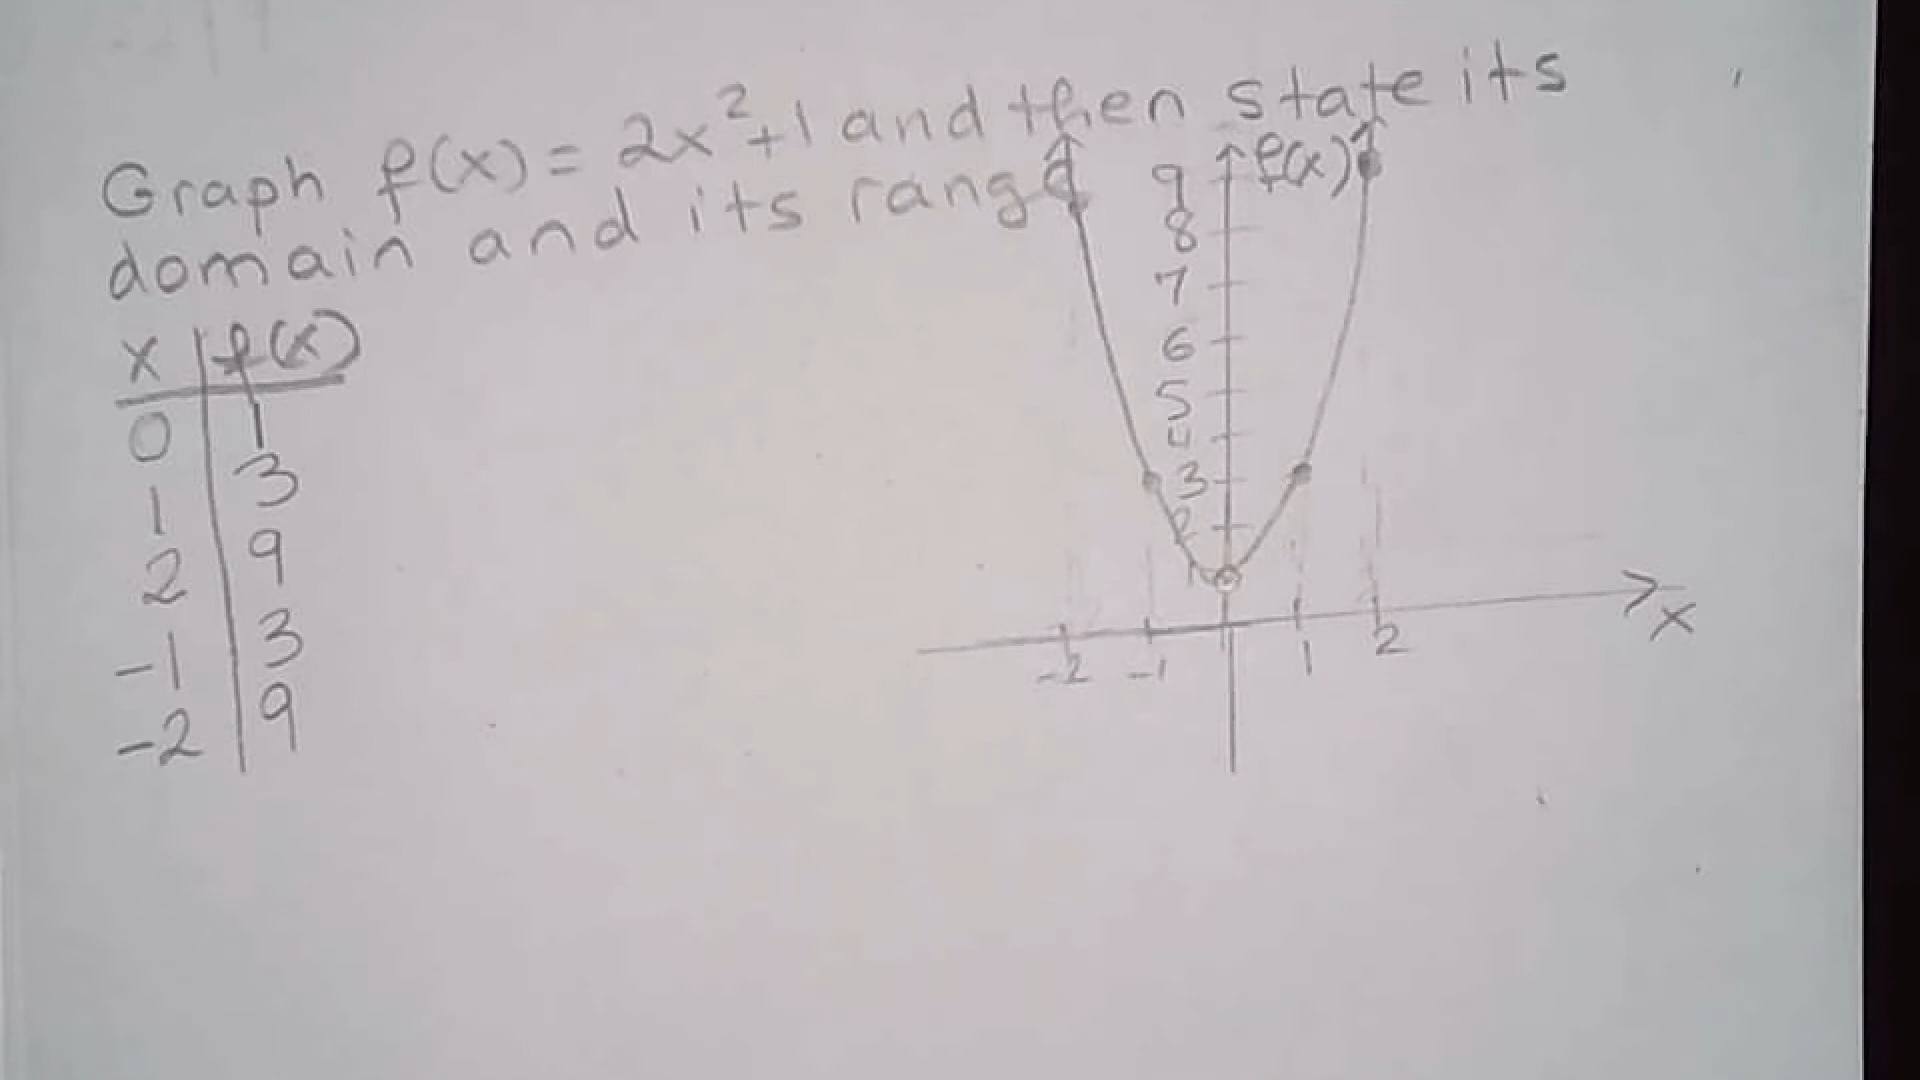 Graph f(x) = 2x²+1 and then state its
domain and its range
x f(x)
0 1
1 3
2 9
-1 3
-2 9
f(x)
9
8
7
6
5
4
3
2
1
-2 -1 1 2
x